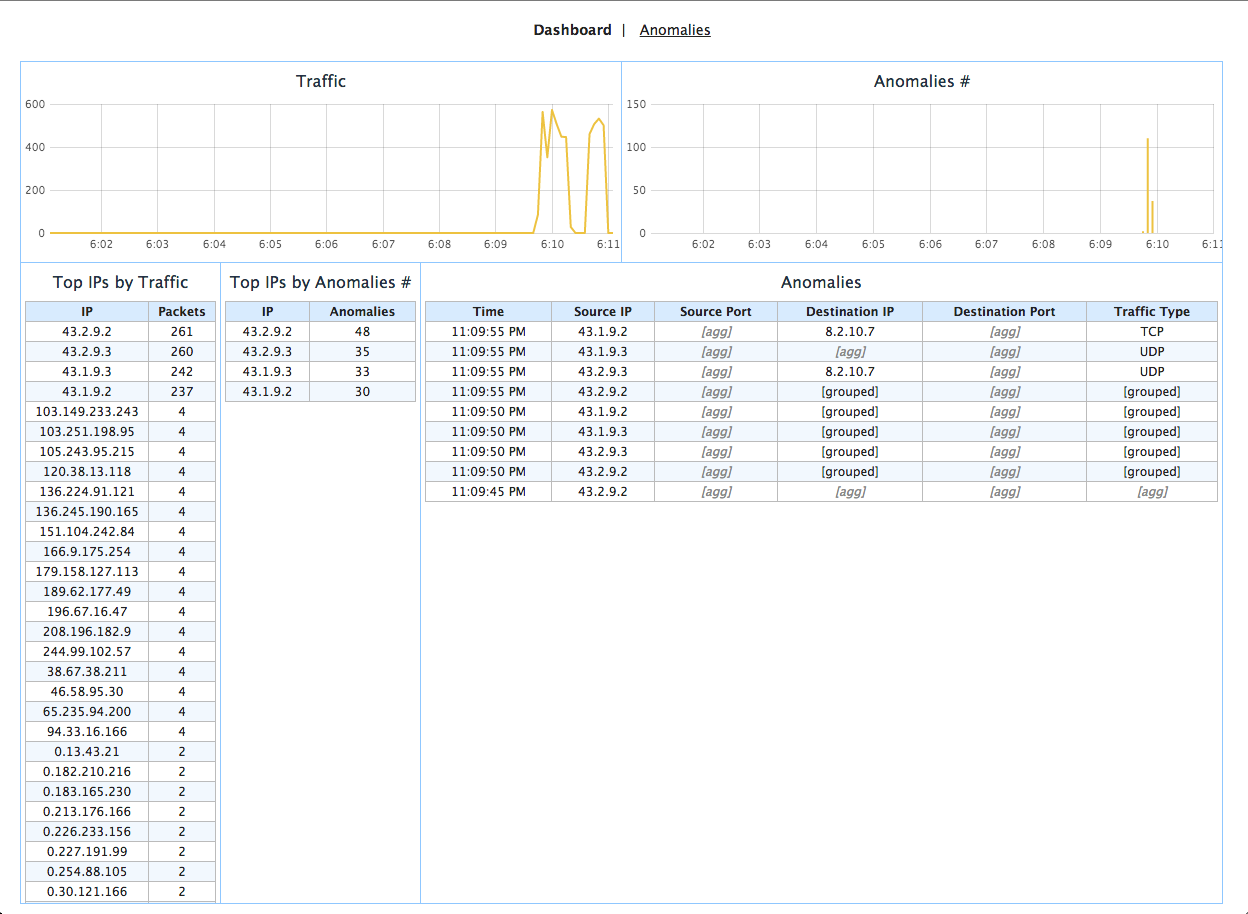 Dashboard | Anomalies
Traffic
600
400
200
0
6:02 6:03 6:04 6:05 6:06 6:07 6:08 6:09 6:10 6:11
Anomalies #
150
100
50
0
6:02 6:03 6:04 6:05 6:06 6:07 6:08 6:09 6:10 6:11
Top IPs by Traffic
IP Packets
43.2.9.2 261
43.2.9.3 260
43.1.9.3 242
43.1.9.2 237
103.149.233.243 4
103.251.198.95 4
105.243.95.215 4
120.38.13.118 4
136.224.91.121 4
136.245.190.165 4
151.104.242.84 4
166.9.175.254 4
179.158.127.113 4
189.62.177.49 4
196.67.16.47 4
208.196.182.9 4
244.99.102.57 4
38.67.38.211 4
46.58.95.30 4
65.235.94.200 4
94.33.16.166 4
0.13.43.21 2
0.182.210.216 2
0.183.165.230 2
0.213.176.166 2
0.226.233.156 2
0.227.191.99 2
0.254.88.105 2
0.30.121.166 2
Top IPs by Anomalies #
IP Anomalies
43.2.9.2 48
43.2.9.3 35
43.1.9.3 33
43.1.9.2 30
Anomalies
Time Source IP Source Port Destination IP Destination Port Traffic Type
11:09:55 PM 43.1.9.2 [agg] 8.2.10.7 [agg] TCP
11:09:55 PM 43.1.9.3 [agg] [agg] [agg] UDP
11:09:55 PM 43.2.9.3 [agg] 8.2.10.7 [agg] UDP
11:09:55 PM 43.2.9.2 [agg] [grouped] [agg] [grouped]
11:09:50 PM 43.1.9.2 [agg] [grouped] [agg] [grouped]
11:09:50 PM 43.1.9.3 [agg] [grouped] [agg] [grouped]
11:09:50 PM 43.2.9.3 [agg] [grouped] [agg] [grouped]
11:09:50 PM 43.2.9.2 [agg] [grouped] [agg] [grouped]
11:09:45 PM 43.2.9.2 [agg] [agg] [agg] [agg]